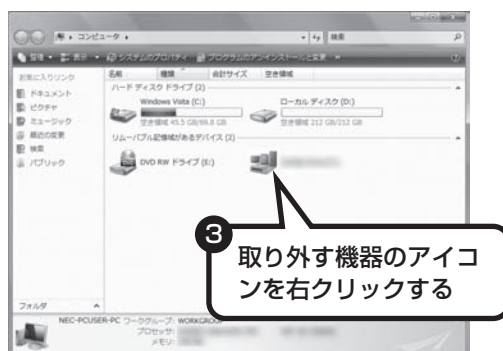 コンピュータ
検索
整理 表示 システムのプロパティ プログラムのアンインストールと変更 »
お気に入りリンク
ドキュメント
ピクチャ
ミュージック
最近の変更
検索
パブリック
フォルダ
名前 種類 合計サイズ 空き領域
ハード ディスク ドライブ (2)
Windows Vista (C:)
空き領域 45.5 GB/69.8 GB
ローカル ディスク (D:)
空き領域 212 GB/212 GB
リムーバブル記憶域があるデバイス (2)
DVD RW ドライブ (E:)
3
取り外す機器のアイコ
ンを右クリックする
NEC-PCUSER-PC ワークグループ: WORKGROUP
プロセッサ:
メモリ: